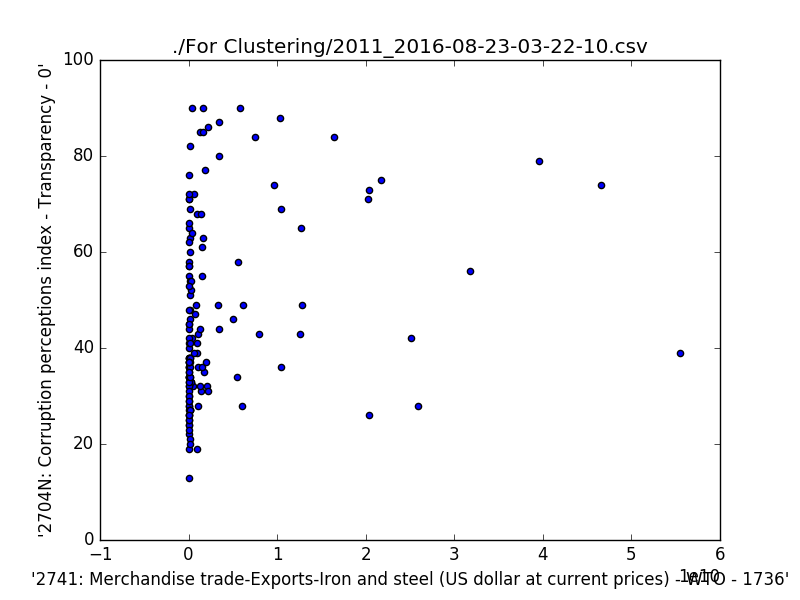 ./For Clustering/2011_2016-08-23-03-22-10.csv
100
80
60
40
20
0
'2704N: Corruption perceptions index - Transparency - 0'
−1 0 1 2 3 4 5 6
1e10
'2741: Merchandise trade-Exports-Iron and steel (US dollar at current prices) - WTO - 1736'